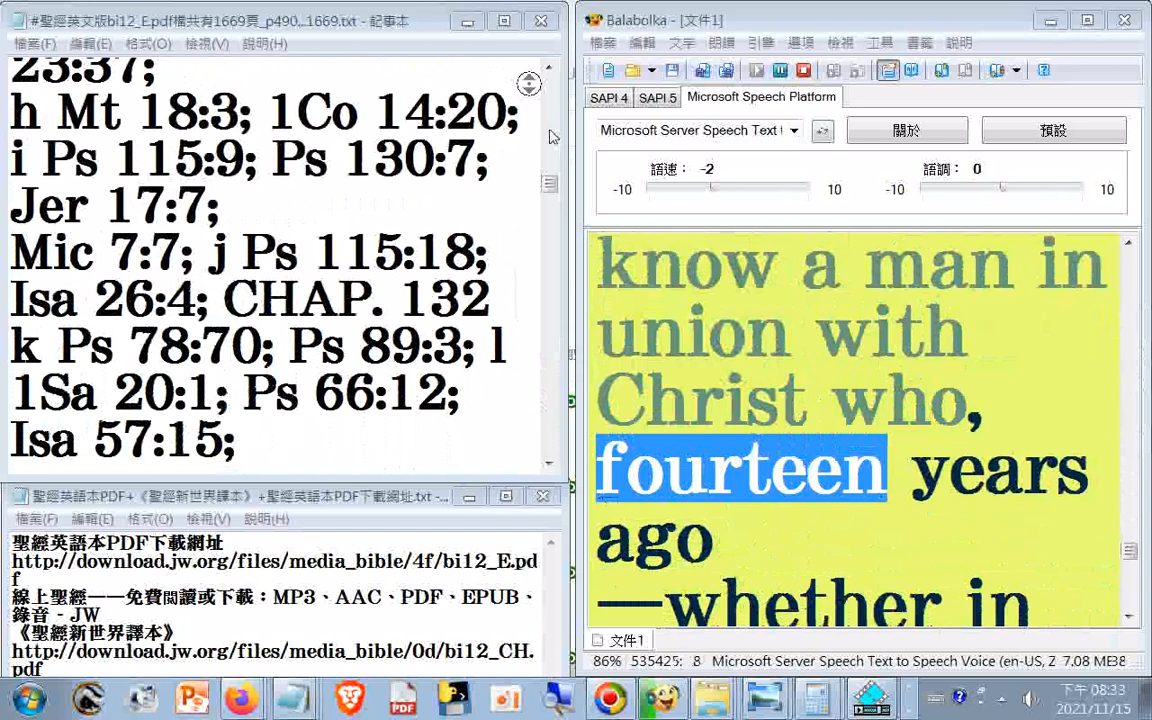 #聖經英文版bi12_E.pdf檔共有1669頁_p490,..1669.txt - 記事本
檔案(F) 編輯(E) 格式(O) 檢視(V) 說明(H)
23:37;
h Mt 18:3; 1Co 14:20;
i Ps 115:9; Ps 130:7;
Jer 17:7;
Mic 7:7; j Ps 115:18;
Isa 26:4; CHAP. 132
k Ps 78:70; Ps 89:3; l
1Sa 20:1; Ps 66:12;
Isa 57:15;
聖經英語本PDF+《聖經新世界譯本》+聖經英語本PDF下載網址.txt - ...
檔案(F) 編輯(E) 格式(O) 檢視(V) 說明(H)
聖經英語本PDF下載網址
http://download.jw.org/files/media_bible/4f/bi12_E.pd
f
線上聖經——免費閱讀或下載：MP3、AAC、PDF、EPUB、
錄音 - JW
《聖經新世界譯本》
http://download.jw.org/files/media_bible/0d/bi12_CH.
pdf
Balabolka - [文件1]
檔案 編輯 文字 朗讀 引擎 選項 檢視 工具 書籤 說明
SAPI 4 SAPI 5 Microsoft Speech Platform
Microsoft Server Speech Text 關於 預設
語速： -2 語調： 0
-10 10 -10 10
know a man in
union with
Christ who,
fourteen years
ago
—whether in
文件1
86% 535425: 8 Microsoft Server Speech Text to Speech Voice (en-US, Z 7.08 ME38
下午 08:33
2021/11/15